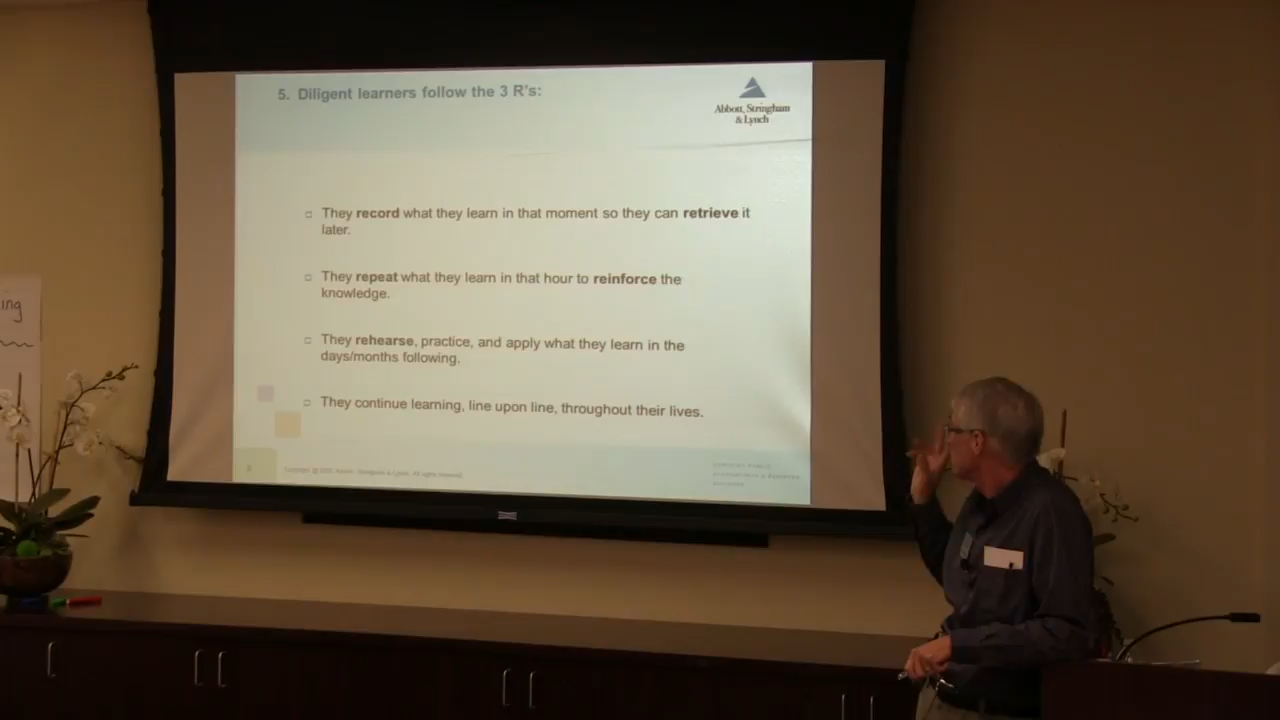 5. Diligent learners follow the 3 R's:
Abbott, Stringham
& Lynch
□ They record what they learn in that moment so they can retrieve it
later.
□ They repeat what they learn in that hour to reinforce the
knowledge.
□ They rehearse, practice, and apply what they learn in the
days/months following.
□ They continue learning, line upon line, throughout their lives.
ing